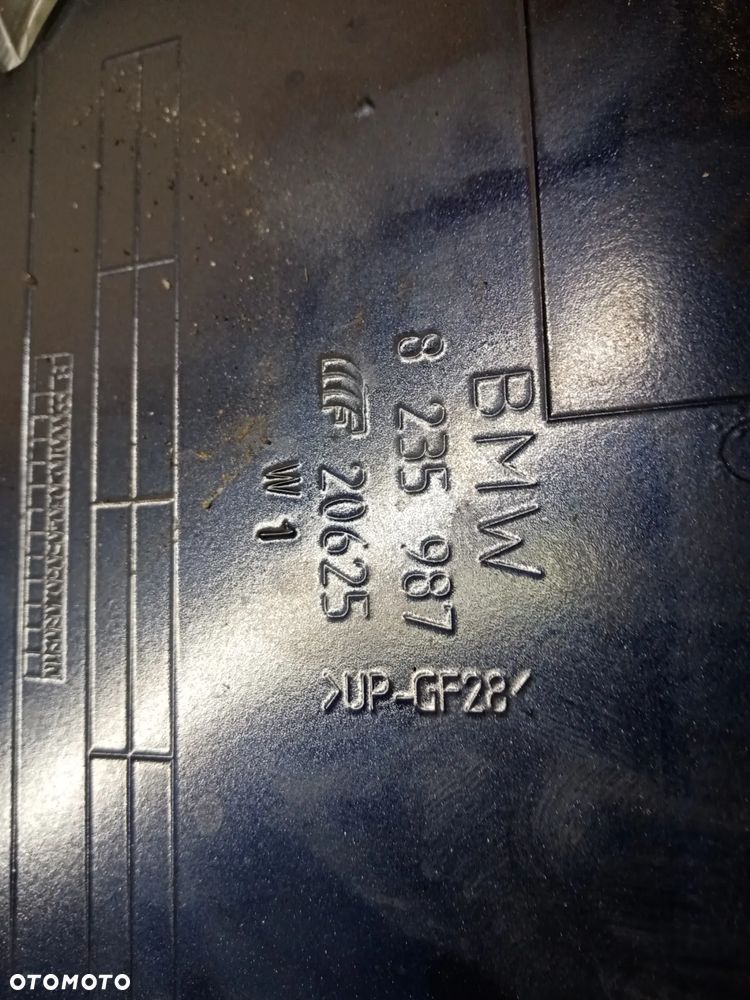 BMW
8 235 987
F 20625
W 1
>UP-GF28<
OTOMOTO